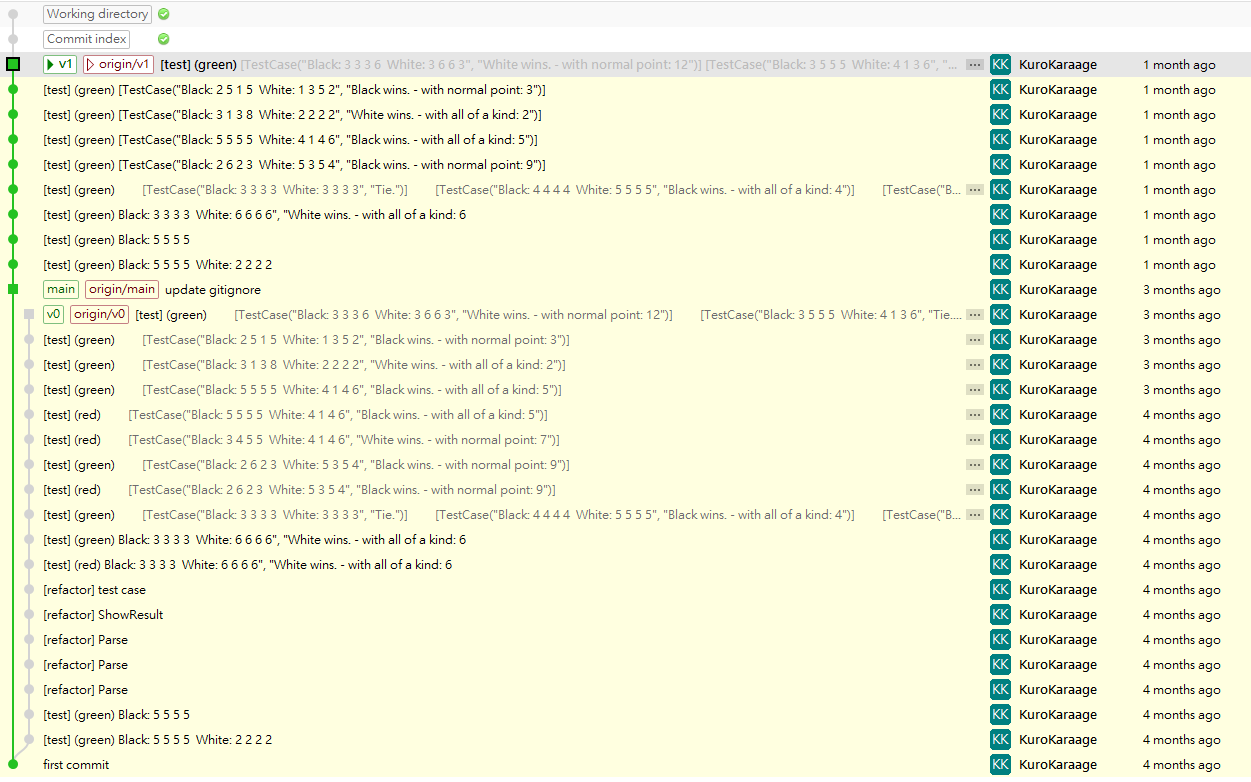 Working directory
Commit index
v1 origin/v1 [test] (green) [TestCase("Black: 3 3 3 6  White: 3 6 6 3", "White wins. - with normal point: 12")] [TestCase("Black: 3 5 5 5  White: 4 1 3 6", "... ... KK KuroKaraage 1 month ago
[test] (green) [TestCase("Black: 2 5 1 5  White: 1 3 5 2", "Black wins. - with normal point: 3")] KK KuroKaraage 1 month ago
[test] (green) [TestCase("Black: 3 1 3 8  White: 2 2 2 2", "White wins. - with all of a kind: 2")] KK KuroKaraage 1 month ago
[test] (green) [TestCase("Black: 5 5 5 5  White: 4 1 4 6", "Black wins. - with all of a kind: 5")] KK KuroKaraage 1 month ago
[test] (green) [TestCase("Black: 2 6 2 3  White: 5 3 5 4", "Black wins. - with normal point: 9")] KK KuroKaraage 1 month ago
[test] (green) [TestCase("Black: 3 3 3 3  White: 3 3 3 3", "Tie.")] [TestCase("Black: 4 4 4 4  White: 5 5 5 5", "Black wins. - with all of a kind: 4")] [TestCase("B... ... KK KuroKaraage 1 month ago
[test] (green) Black: 3 3 3 3  White: 6 6 6 6", "White wins. - with all of a kind: 6 KK KuroKaraage 1 month ago
[test] (green) Black: 5 5 5 5 KK KuroKaraage 1 month ago
[test] (green) Black: 5 5 5 5  White: 2 2 2 2 KK KuroKaraage 1 month ago
main origin/main update gitignore KK KuroKaraage 3 months ago
v0 origin/v0 [test] (green) [TestCase("Black: 3 3 3 6  White: 3 6 6 3", "White wins. - with normal point: 12")] [TestCase("Black: 3 5 5 5  White: 4 1 3 6", "Tie.... ... KK KuroKaraage 3 months ago
[test] (green) [TestCase("Black: 2 5 1 5  White: 1 3 5 2", "Black wins. - with normal point: 3")] ... KK KuroKaraage 3 months ago
[test] (green) [TestCase("Black: 3 1 3 8  White: 2 2 2 2", "White wins. - with all of a kind: 2")] ... KK KuroKaraage 3 months ago
[test] (green) [TestCase("Black: 5 5 5 5  White: 4 1 4 6", "Black wins. - with all of a kind: 5")] ... KK KuroKaraage 3 months ago
[test] (red) [TestCase("Black: 5 5 5 5  White: 4 1 4 6", "Black wins. - with all of a kind: 5")] ... KK KuroKaraage 4 months ago
[test] (red) [TestCase("Black: 3 4 5 5  White: 4 1 4 6", "White wins. - with normal point: 7")] ... KK KuroKaraage 4 months ago
[test] (green) [TestCase("Black: 2 6 2 3  White: 5 3 5 4", "Black wins. - with normal point: 9")] ... KK KuroKaraage 4 months ago
[test] (red) [TestCase("Black: 2 6 2 3  White: 5 3 5 4", "Black wins. - with normal point: 9")] ... KK KuroKaraage 4 months ago
[test] (green) [TestCase("Black: 3 3 3 3  White: 3 3 3 3", "Tie.")] [TestCase("Black: 4 4 4 4  White: 5 5 5 5", "Black wins. - with all of a kind: 4")] [TestCase("B... ... KK KuroKaraage 4 months ago
[test] (green) Black: 3 3 3 3  White: 6 6 6 6", "White wins. - with all of a kind: 6 KK KuroKaraage 4 months ago
[test] (red) Black: 3 3 3 3  White: 6 6 6 6", "White wins. - with all of a kind: 6 KK KuroKaraage 4 months ago
[refactor] test case KK KuroKaraage 4 months ago
[refactor] ShowResult KK KuroKaraage 4 months ago
[refactor] Parse KK KuroKaraage 4 months ago
[refactor] Parse KK KuroKaraage 4 months ago
[refactor] Parse KK KuroKaraage 4 months ago
[test] (green) Black: 5 5 5 5 KK KuroKaraage 4 months ago
[test] (green) Black: 5 5 5 5  White: 2 2 2 2 KK KuroKaraage 4 months ago
first commit KK KuroKaraage 4 months ago